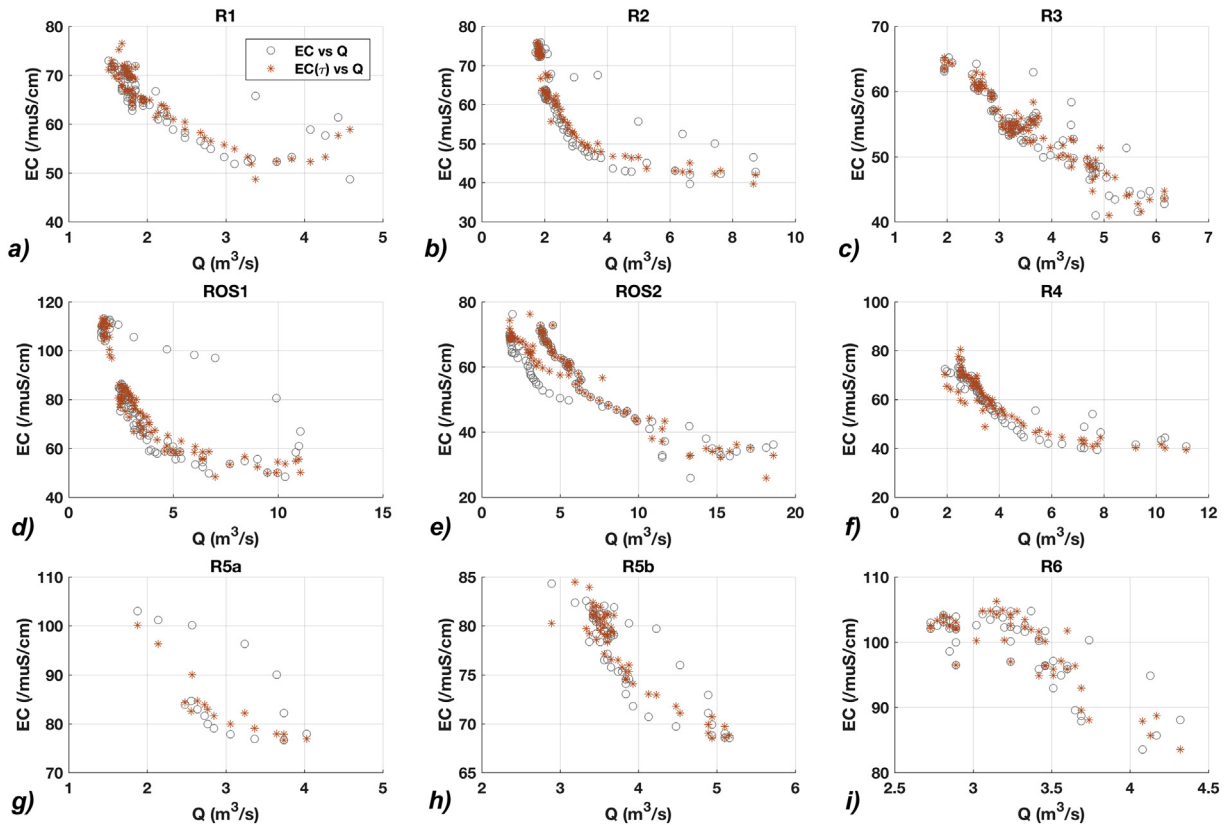 R1
80
70
60
50
40
EC (/muS/cm)
EC vs Q
EC(τ) vs Q
1
2
3
4
5
a)
Q (m³/s)
R2
80
70
60
50
40
30
EC (/muS/cm)
0
2
4
6
8
10
b)
Q (m³/s)
R3
70
60
50
40
EC (/muS/cm)
1
2
3
4
5
6
7
c)
Q (m³/s)
ROS1
120
100
80
60
40
EC (/muS/cm)
0
5
10
15
d)
Q (m³/s)
ROS2
80
60
40
20
EC (/muS/cm)
0
5
10
15
20
e)
Q (m³/s)
R4
100
80
60
40
20
EC (/muS/cm)
0
2
4
6
8
10
12
f)
Q (m³/s)
R5a
110
100
90
80
70
EC (/muS/cm)
1
2
3
4
5
g)
Q (m³/s)
R5b
85
80
75
70
65
EC (/muS/cm)
2
3
4
5
6
h)
Q (m³/s)
R6
110
100
90
80
EC (/muS/cm)
2.5
3
3.5
4
4.5
i)
Q (m³/s)